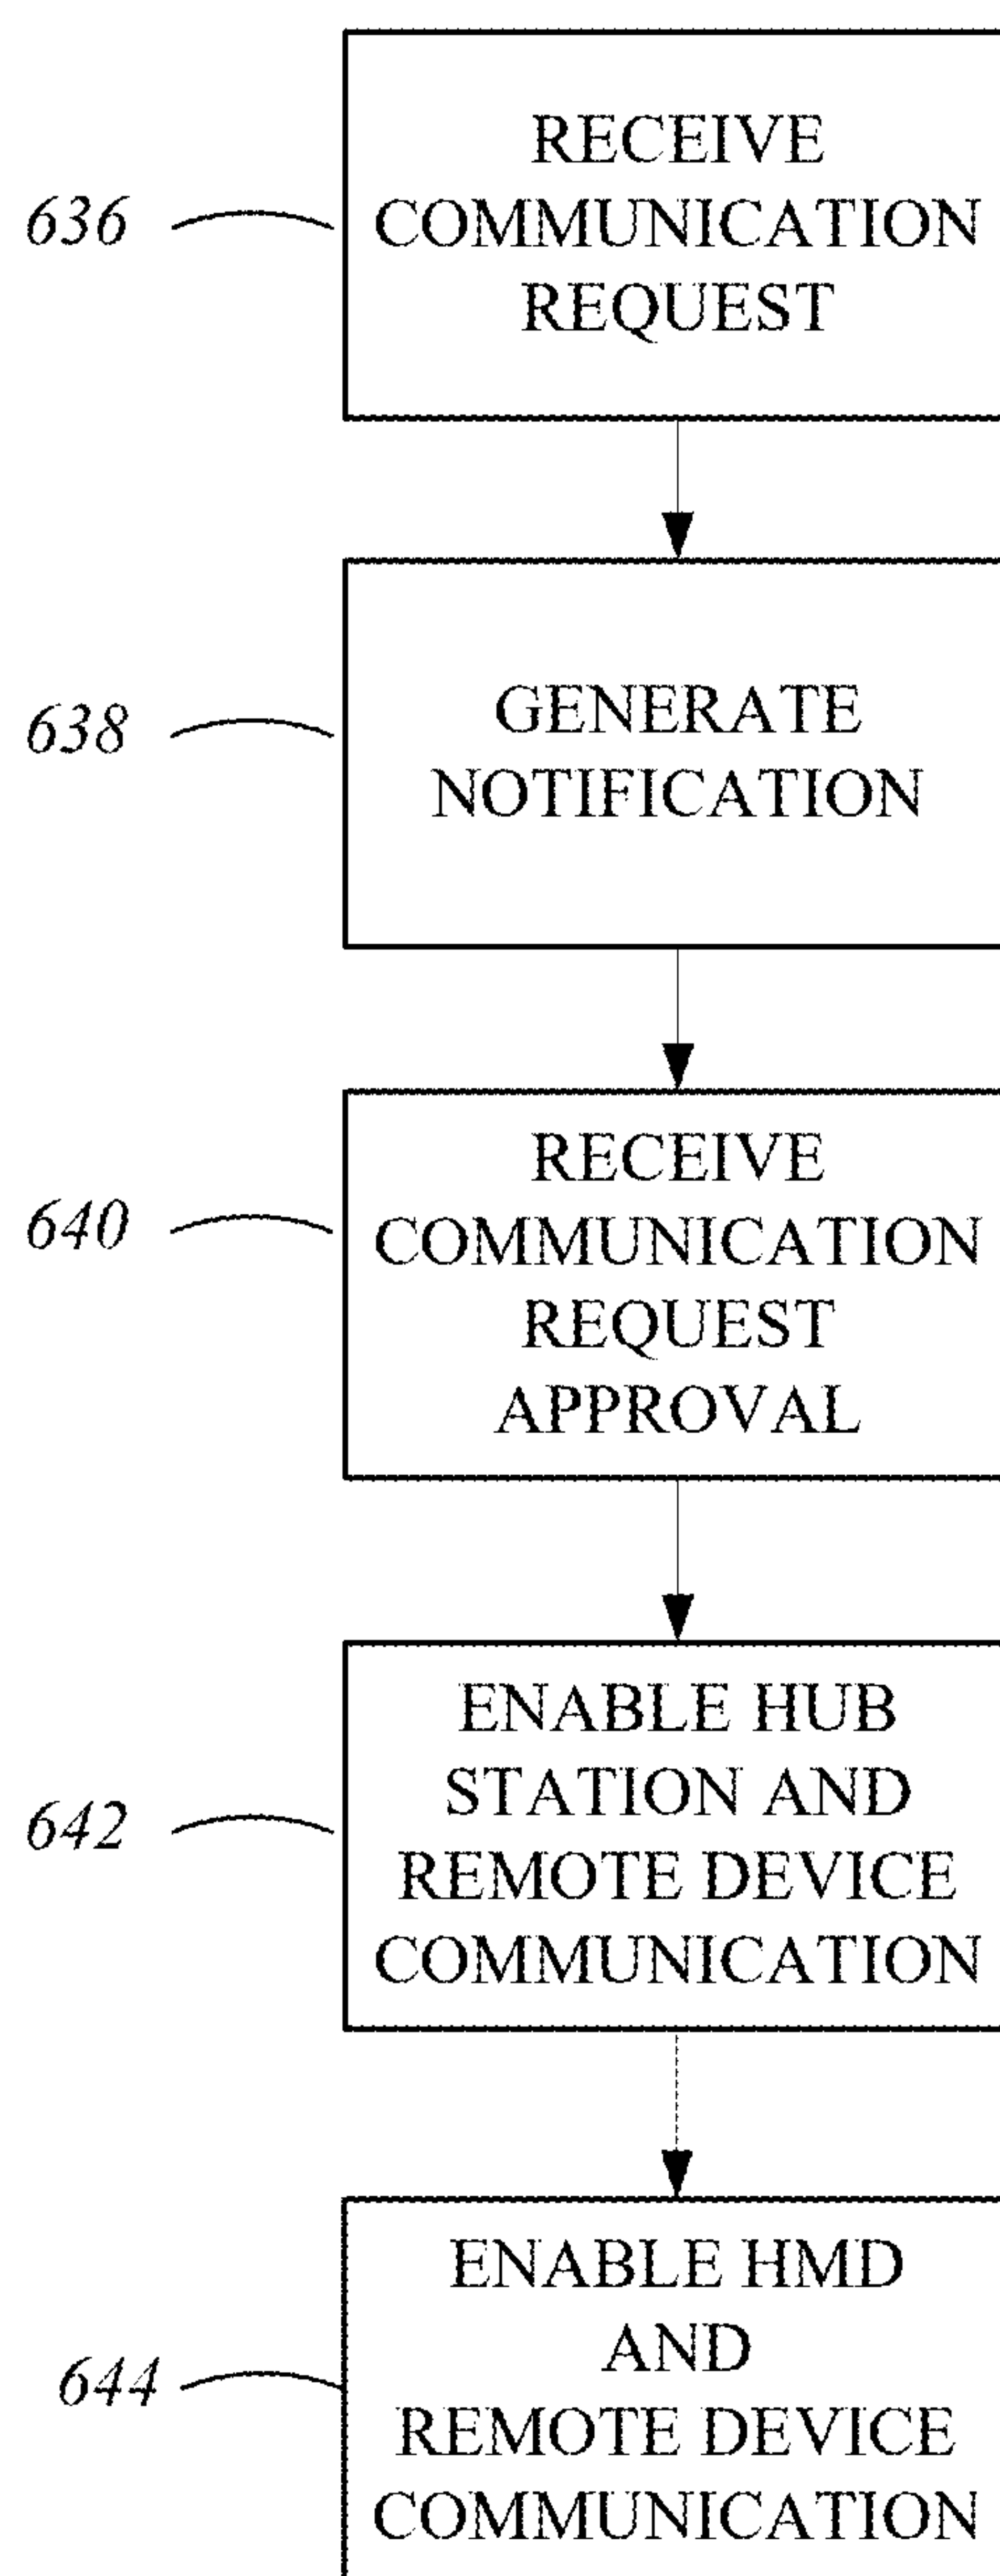 RECEIVE
636
COMMUNICATION
REQUEST
GENERATE
638
NOTIFICATION
RECEIVE
640
COMMUNICATION
REQUEST
APPROVAL
ENABLE HUB
STATION AND
642
REMOTE DEVICE
COMMUNICATION
ENABLE HMD
AND
644
REMOTE DEVICE
COMMUNICATION